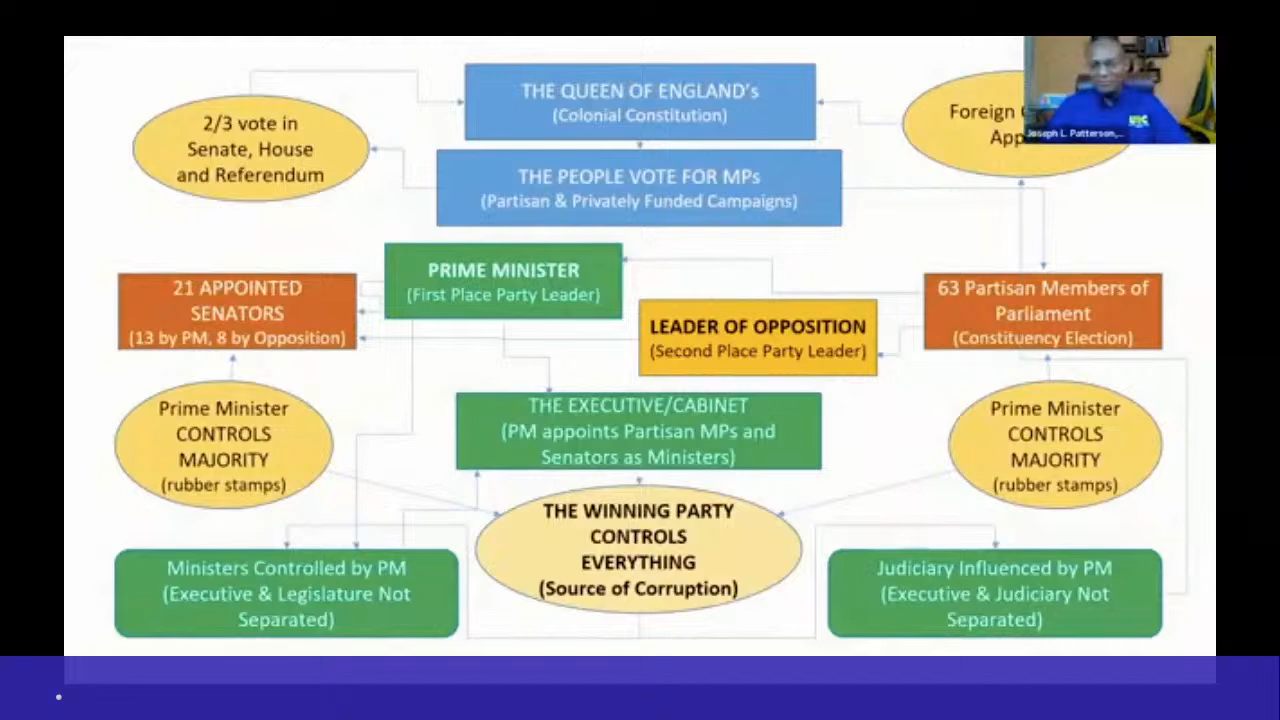 THE QUEEN OF ENGLAND's
(Colonial Constitution)
2/3 vote in
Senate, House
and Referendum
Foreign
App
Joseph L. Patterson,...
THE PEOPLE VOTE FOR MPs
(Partisan & Privately Funded Campaigns)
PRIME MINISTER
(First Place Party Leader)
21 APPOINTED
SENATORS
(13 by PM, 8 by Opposition)
LEADER OF OPPOSITION
(Second Place Party Leader)
63 Partisan Members of
Parliament
(Constituency Election)
Prime Minister
CONTROLS
MAJORITY
(rubber stamps)
THE EXECUTIVE/CABINET
(PM appoints Partisan MPs and
Senators as Ministers)
Prime Minister
CONTROLS
MAJORITY
(rubber stamps)
THE WINNING PARTY
CONTROLS
EVERYTHING
(Source of Corruption)
Ministers Controlled by PM
(Executive & Legislature Not
Separated)
Judiciary Influenced by PM
(Executive & Judiciary Not
Separated)